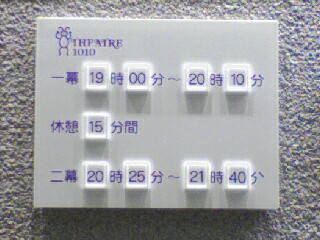 THEATRE
1010
一幕 19 時 00 分～ 20 時 10 分
休憩 15 分間
二幕 20 時 25 分～ 21 時 40 分